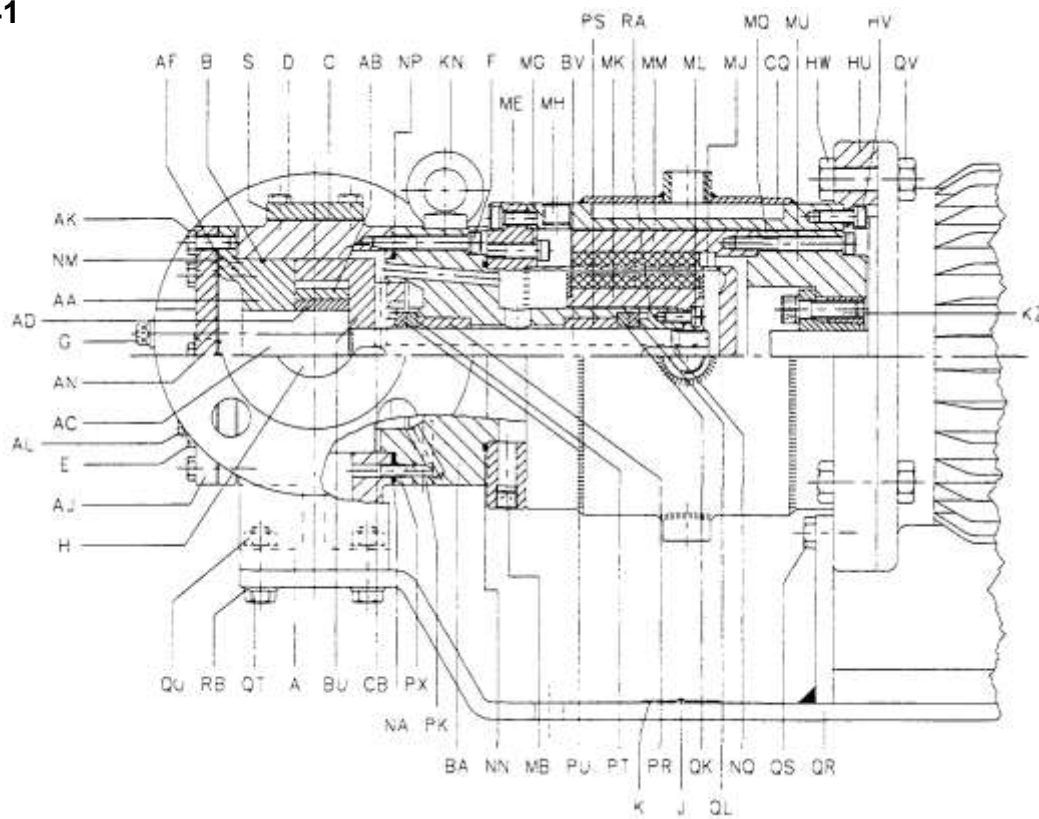 PS RA MQ MU HV
AF B S D C AB NP KN F MG BV MK MM ML MJ CQ HW HU QV
ME MH
AK
NM
AA
AD
KZ
G
AN
AC
AL
E
AJ
H
QU RB QT A BU CB PX
NA PK
BA NN MB PU PT PR QK NQ QS QR
K J QL